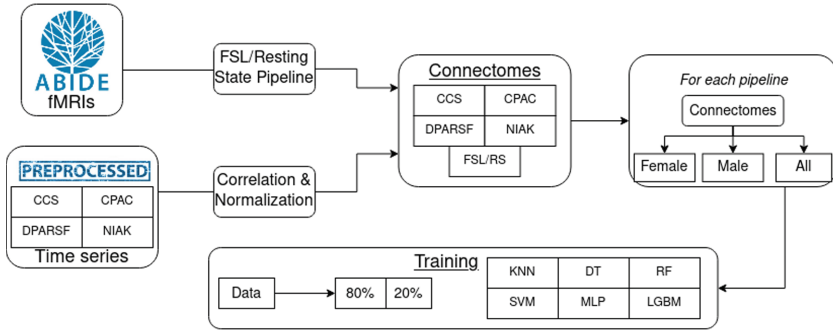 ABIDE
fMRIs
FSL/Resting
State Pipeline
PREPROCESSED
CCS CPAC
DPARSF NIAK
Time series
Correlation &
Normalization
Connectomes
CCS CPAC
DPARSF NIAK
FSL/RS
For each pipeline
Connectomes
Female Male All
Training
Data 80% 20%
KNN DT RF
SVM MLP LGBM